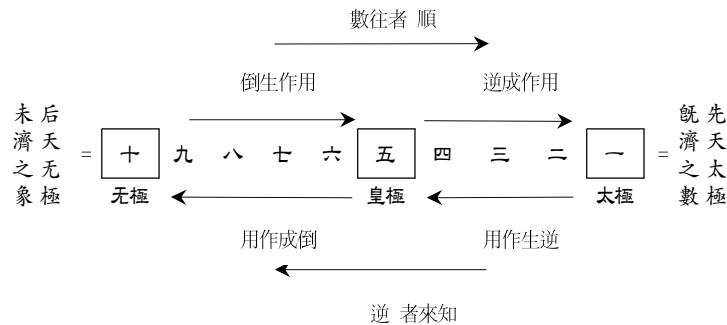 數往者 順
倒生作用
逆成作用
后天无極
未濟之象
=
十 九 八 七 六 五 四 三 二 一
=
先天太極
旣濟之數
无極
皇極
太極
用作成倒
用作生逆
逆 者來知